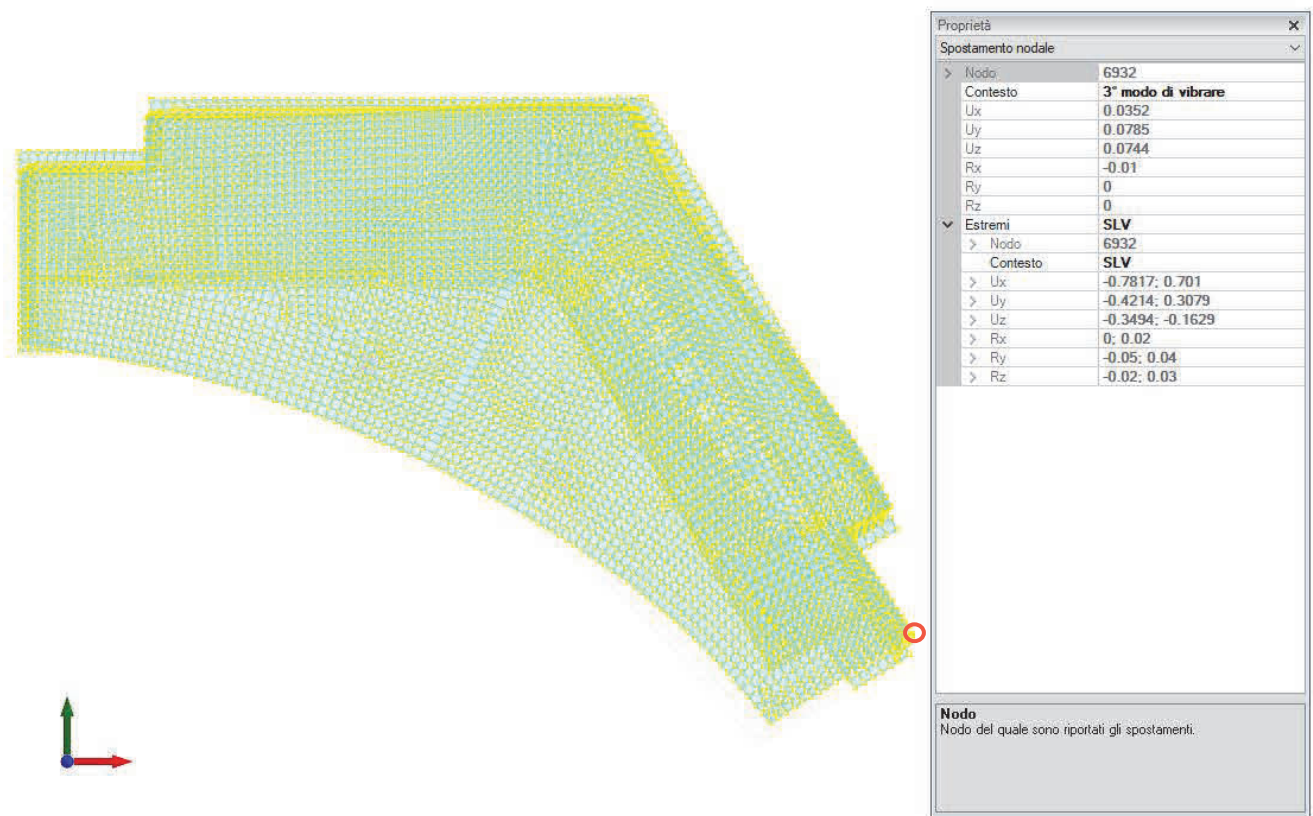 Proprietà
Spostamento nodale
Nodo 6932
Contesto 3° modo di vibrare
Ux 0.0352
Uy 0.0785
Uz 0.0744
Rx -0.01
Ry 0
Rz 0
Estremi SLV
Nodo 6932
Contesto SLV
Ux -0.7817; 0.701
Uy -0.4214; 0.3079
Uz -0.3494; -0.1629
Rx 0; 0.02
Ry -0.05; 0.04
Rz -0.02; 0.03
Nodo
Nodo del quale sono riportati gli spostamenti.